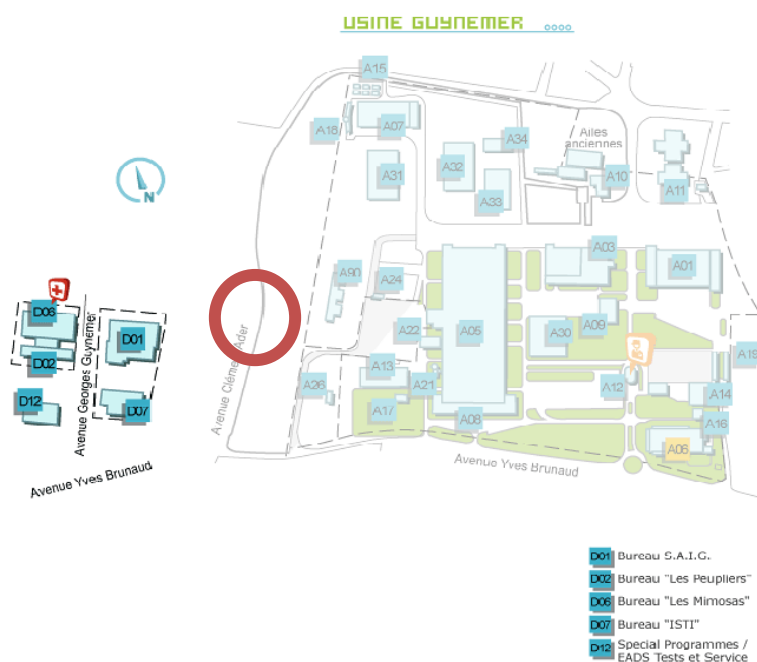 USINE GUYNEMER
A15
A18
A07
A34
Ailes
anciennes
A32
A31
A33
A10
A11
N
A03
A90
A24
A01
D06
D01
A22
A05
A30
A09
D02
Avenue Georges Guynemer
Avenue Clément Ader
A13
A12
A19
A26
A21
A14
D12
D07
A17
A08
A16
A06
Avenue Yves Brunaud
Avenue Yves Brunaud
D01 Bureau S.A.I.G.
D02 Bureau "Les Peupliers"
D06 Bureau "Les Mimosas"
D07 Bureau "ISTI"
D12 Special Programmes /
EADS Tests et Service